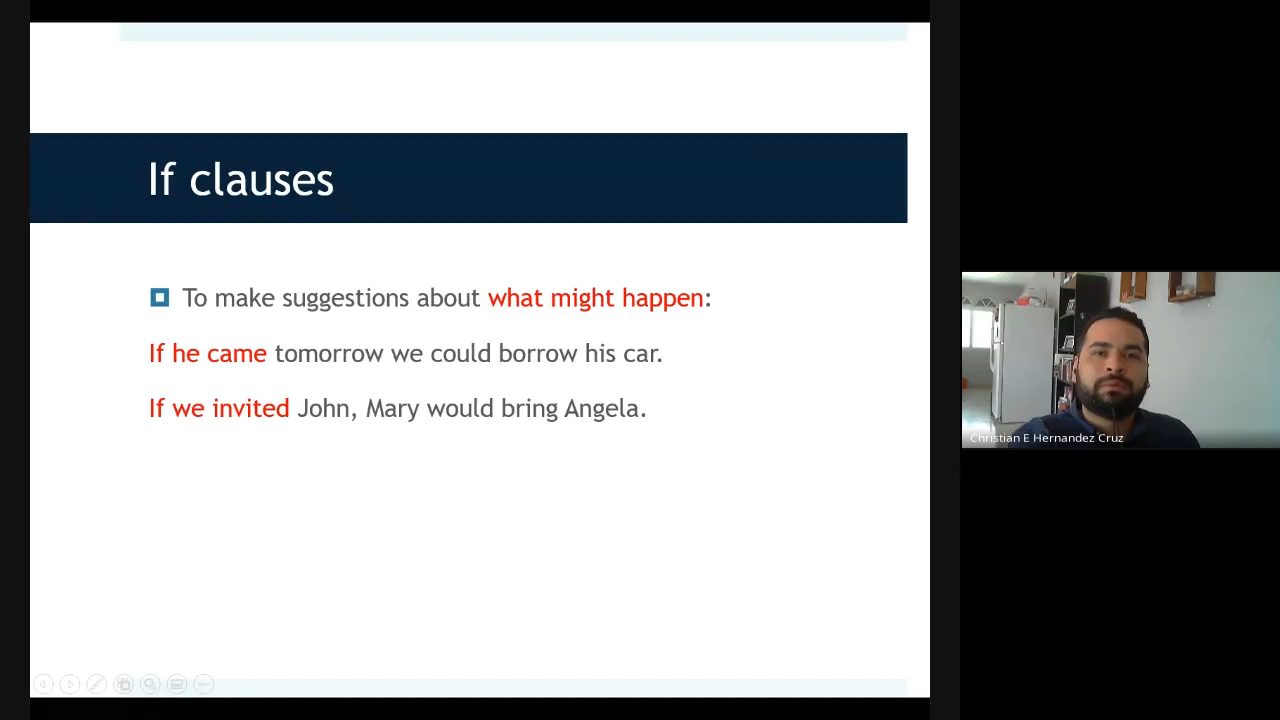 If clauses
To make suggestions about what might happen:
If he came tomorrow we could borrow his car.
If we invited John, Mary would bring Angela.
Christian E Hernandez Cruz